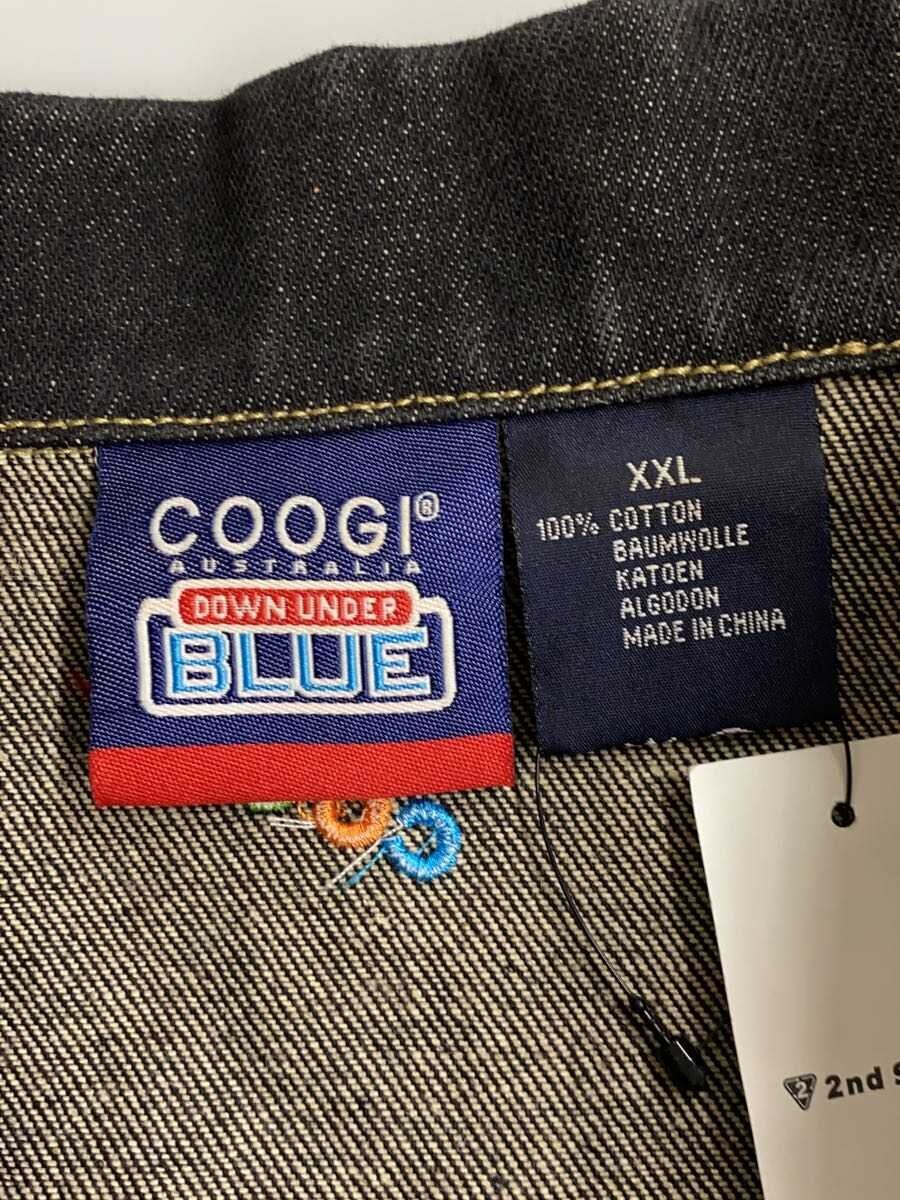 COOGI®
AUSTRALIA
DOWN UNDER
BLUE
XXL
100% COTTON
BAUMWOLLE
KATOEN
ALGODON
MADE IN CHINA
2nd